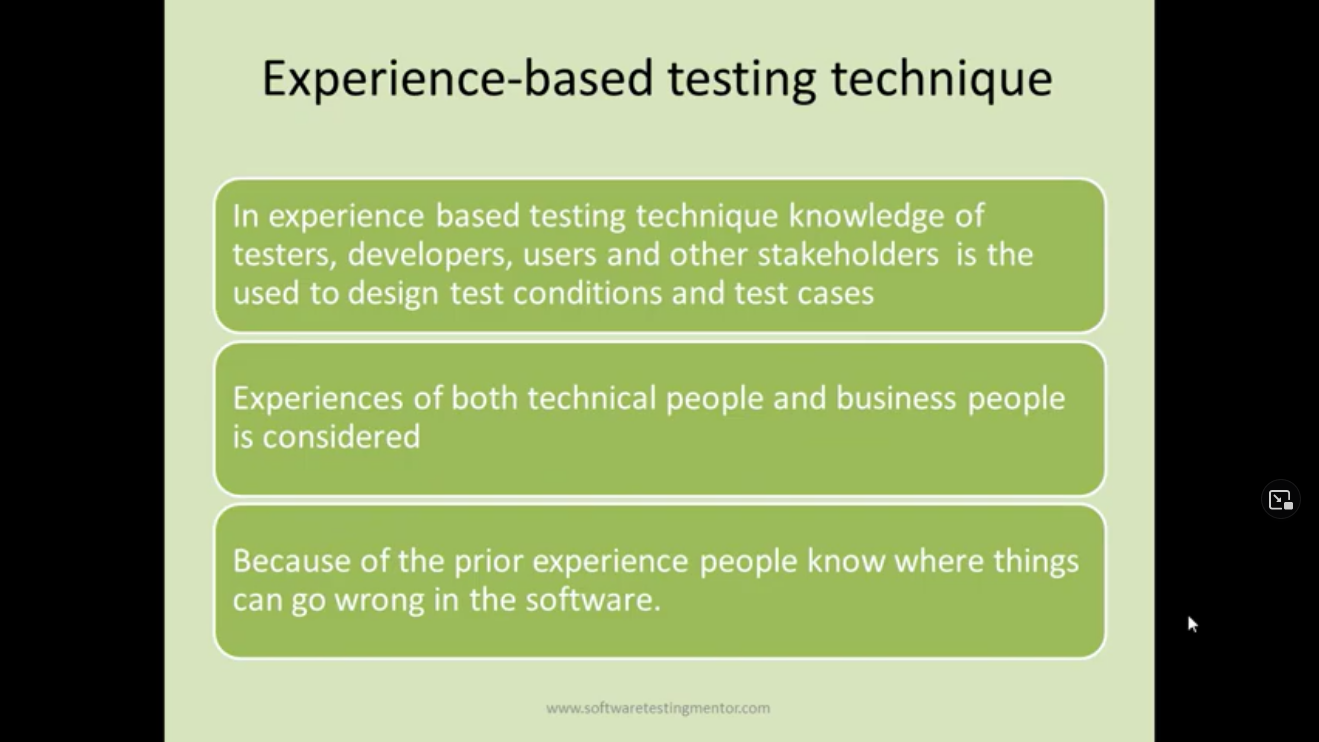 Experience-based testing technique
In experience based testing technique knowledge of
testers, developers, users and other stakeholders is the
used to design test conditions and test cases
Experiences of both technical people and business people
is considered
Because of the prior experience people know where things
can go wrong in the software.
www.softwaretestingmentor.com